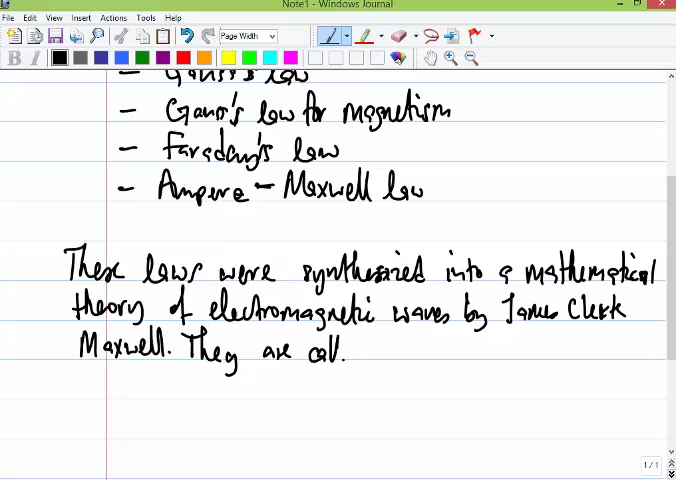 Note1 - Windows Journal
File Edit View Insert Actions Tools Help
Page Width
B I
- Gauss's law
- Gauss's law for magnetism
- Faraday's law
- Ampere - Maxwell law
These laws were synthesized into a mathematical
theory of electromagnetic waves by James Clerk
Maxwell. They are call.
1 / 1